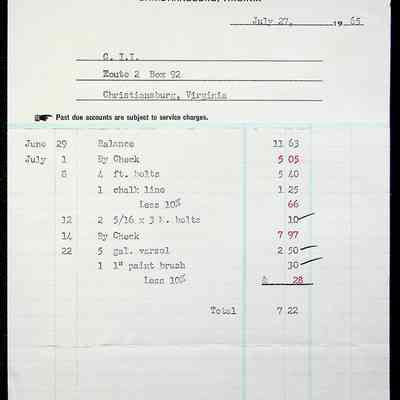 July 27, 1965
C. I.I.
Route 2 Box 92
Christiansburg, Virginia
Past due accounts are subject to service charges.
June 29 Balance 11 63
July 1 By Check 5 05
8 4 ft. bolts 5 40
1 chalk line 1 25
Less 10% 66
12 2 5/16 x 3 M. bolts 10
14 By Check 7 97
22 5 gal. varsol 2 50
1 1" paint brush 30
Less 10% 28
Total 7 22